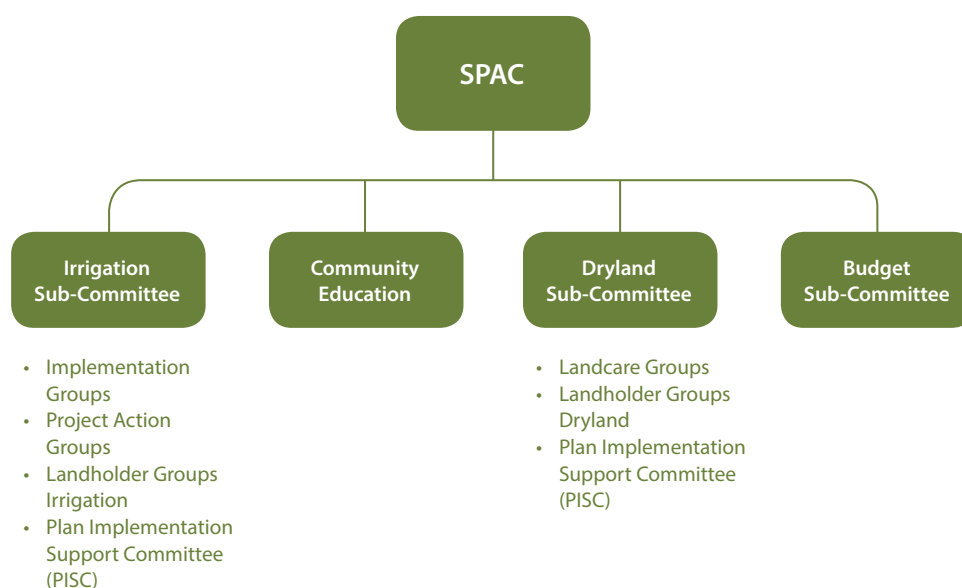 SPAC
Irrigation
Sub-Committee
Community
Education
Dryland
Sub-Committee
Budget
Sub-Committee
• Implementation
Groups
• Project Action
Groups
• Landholder Groups
Irrigation
• Plan Implementation
Support Committee
(PISC)
• Landcare Groups
• Landholder Groups
Dryland
• Plan Implementation
Support Committee
(PISC)